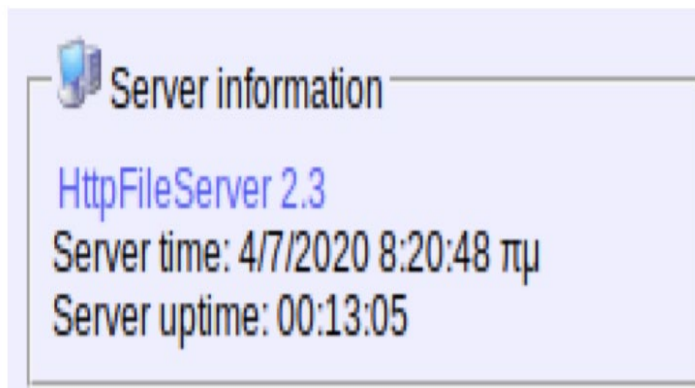 Server information
HttpFileServer 2.3
Server time: 4/7/2020 8:20:48 πμ
Server uptime: 00:13:05